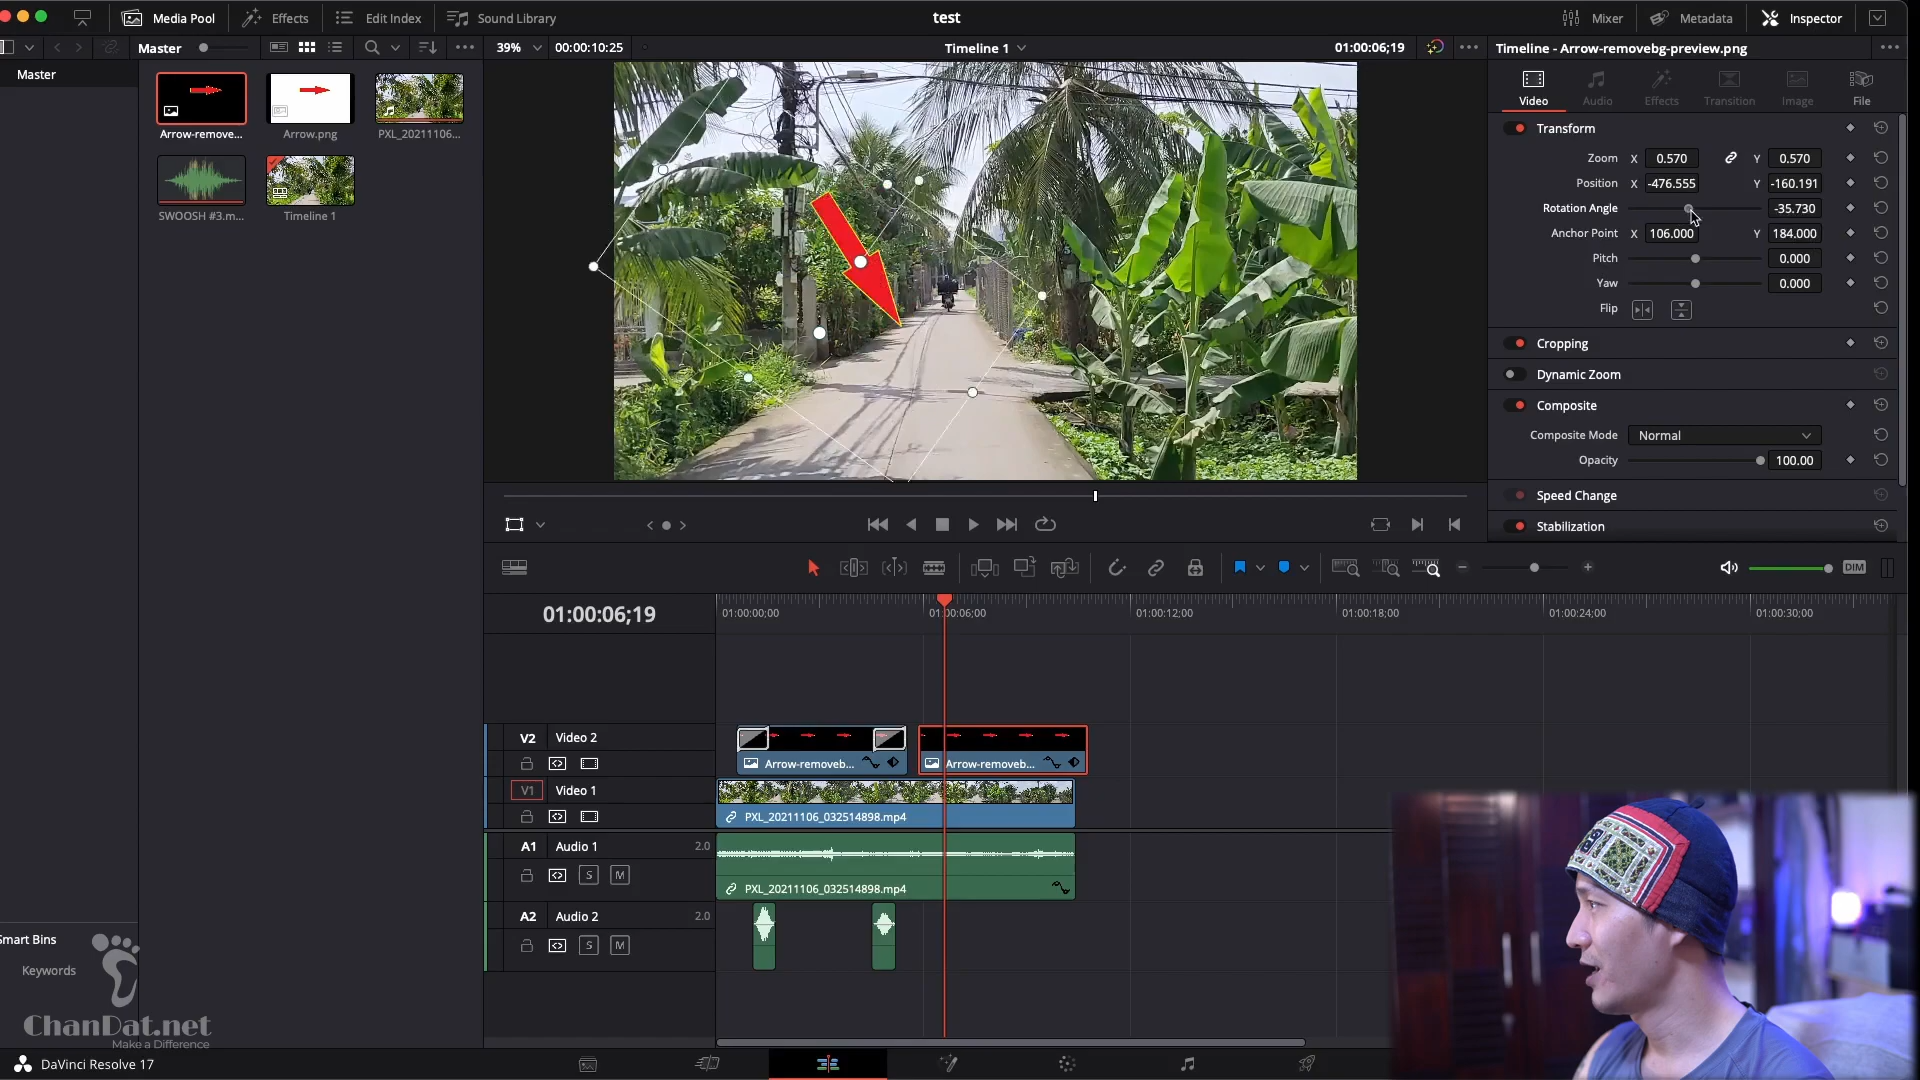 Media Pool
Effects
Edit Index
Sound Library
test
Mixer
Metadata
Inspector
Master
39%
00:00:10:25
Timeline 1
01:00:06;19
Timeline - Arrow-removebg-preview.png
Master
Arrow-remove...
Arrow.png
PXL_20211106...
SWOOSH #3.m...
Timeline 1
Video
Audio
Effects
Transition
Image
File
Transform
Zoom X 0.570 Y 0.570
Position X -476.555 Y -160.191
Rotation Angle -35.730
Anchor Point X 106.000 Y 184.000
Pitch 0.000
Yaw 0.000
Flip
Cropping
Dynamic Zoom
Composite
Composite Mode Normal
Opacity 100.00
Speed Change
Stabilization
DIM
01:00:06;19
01:00:00;00
01:00:06;00
01:00:12;00
01:00:18;00
01:00:24;00
01:00:30;00
V2 Video 2
Arrow-removeb...
Arrow-removeb...
V1 Video 1
PXL_20211106_032514898.mp4
A1 Audio 1 2.0
S M
PXL_20211106_032514898.mp4
A2 Audio 2 2.0
S M
Smart Bins
Keywords
ChanDat.net
Make a Difference
DaVinci Resolve 17